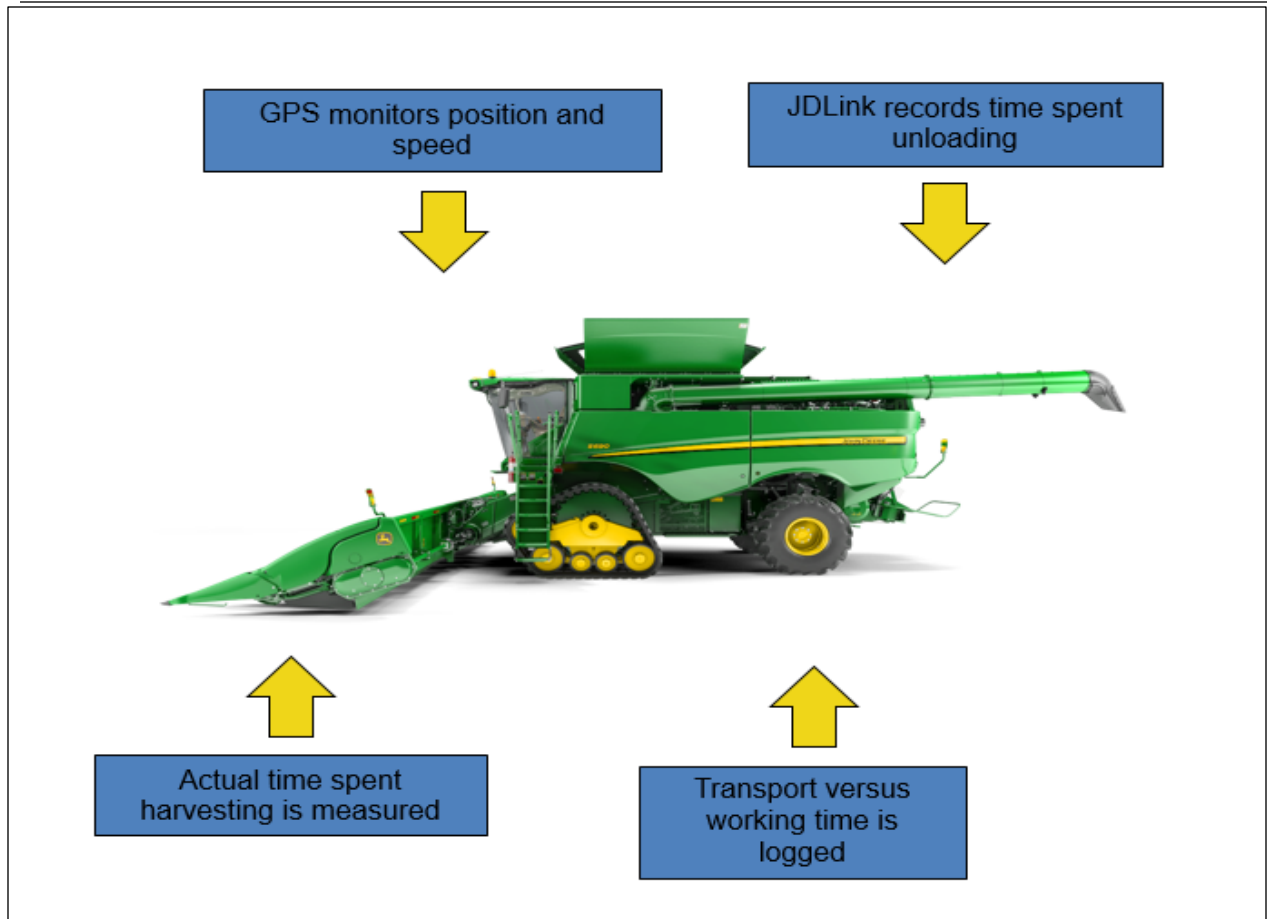 GPS monitors position and
speed
JDLink records time spent
unloading
Actual time spent
harvesting is measured
Transport versus
working time is
logged